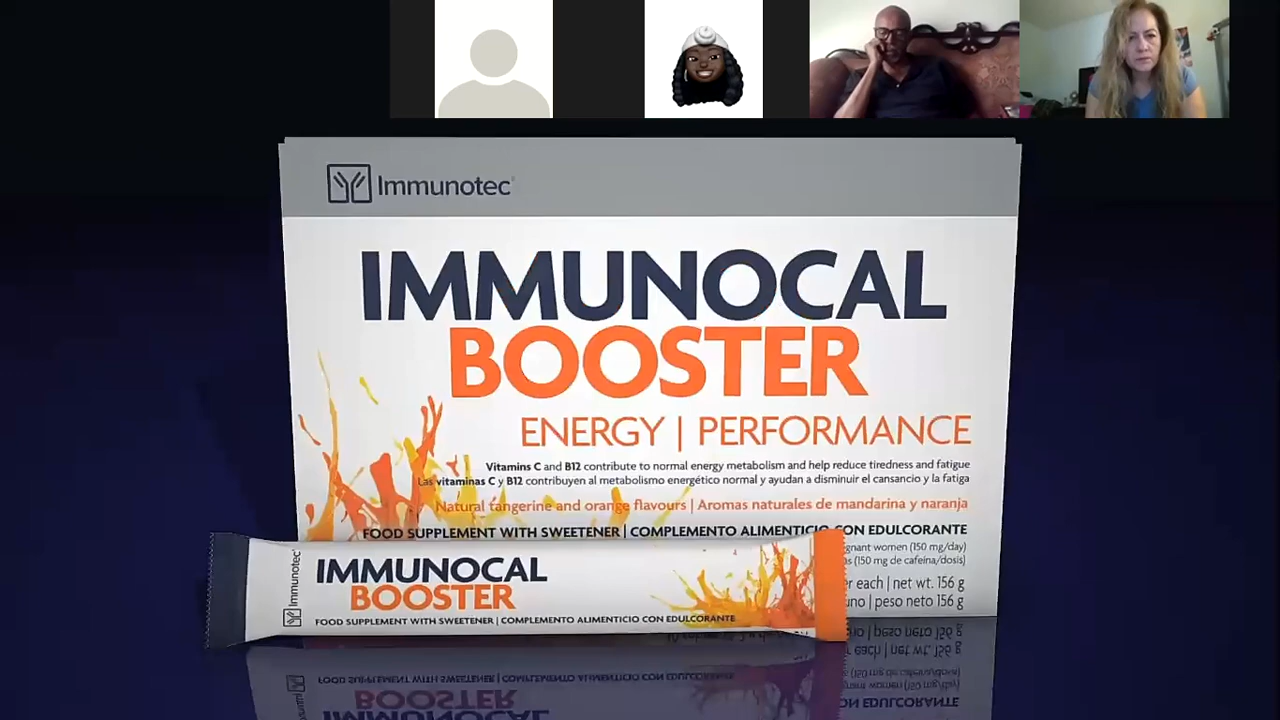 Immunotec
IMMUNOCAL
BOOSTER
ENERGY | PERFORMANCE
Vitamins C and B12 contribute to normal energy metabolism and help reduce tiredness and fatigue
Las vitaminas C y B12 contribuyen al metabolismo energético normal y ayudan a disminuir el cansancio y la fatiga
Natural tangerine and orange flavours | Aromas naturales de mandarina y naranja
FOOD SUPPLEMENT WITH SWEETENER | COMPLEMENTO ALIMENTICIO CON EDULCORANTE
women (150 mg/day)
(150 mg de cafeína/dosis)
each | net wt. 156 g
peso neto 156 g
Immunotec
IMMUNOCAL
BOOSTER
FOOD SUPPLEMENT WITH SWEETENER | COMPLEMENTO ALIMENTICIO CON EDULCORANTE